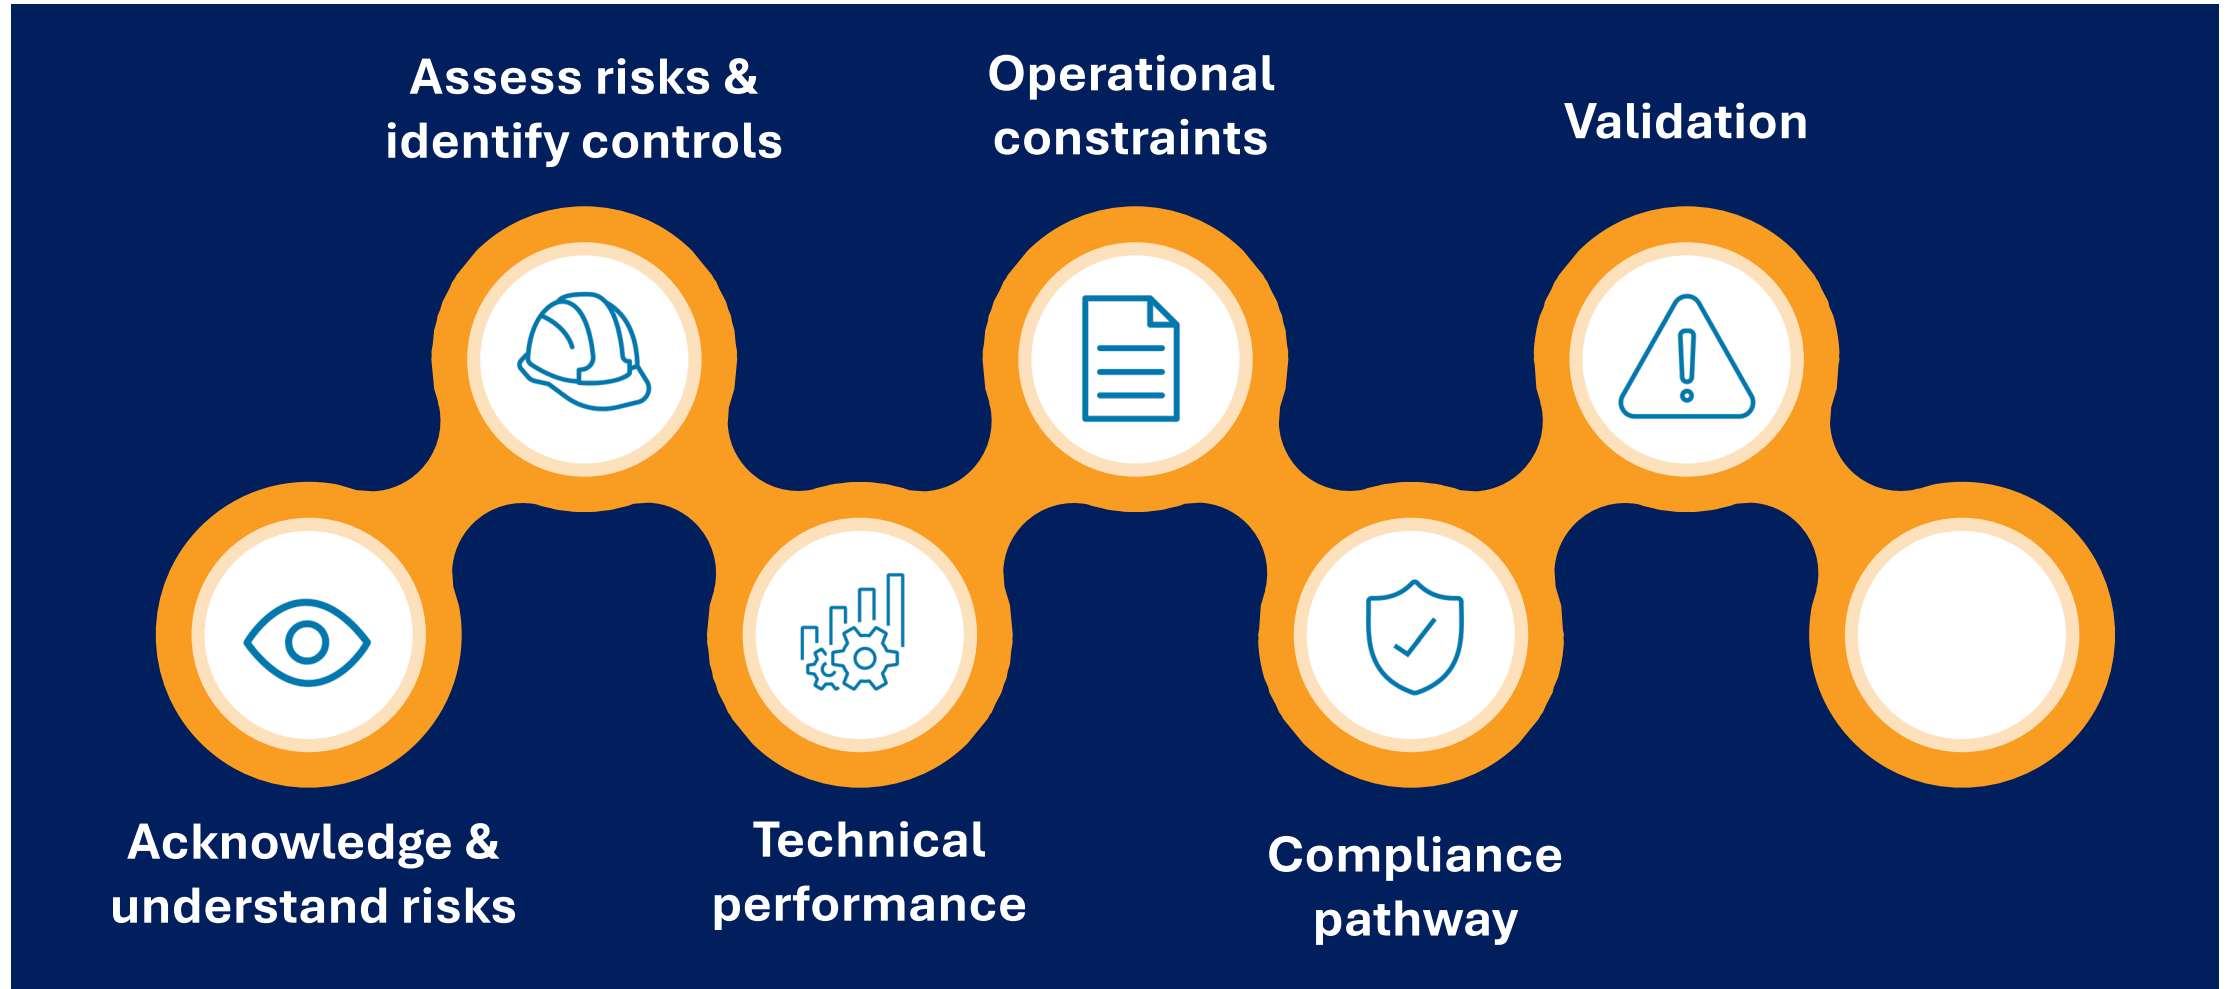 Acknowledge &
understand risks
Assess risks &
identify controls
Technical
performance
Operational
constraints
Compliance
pathway
Validation